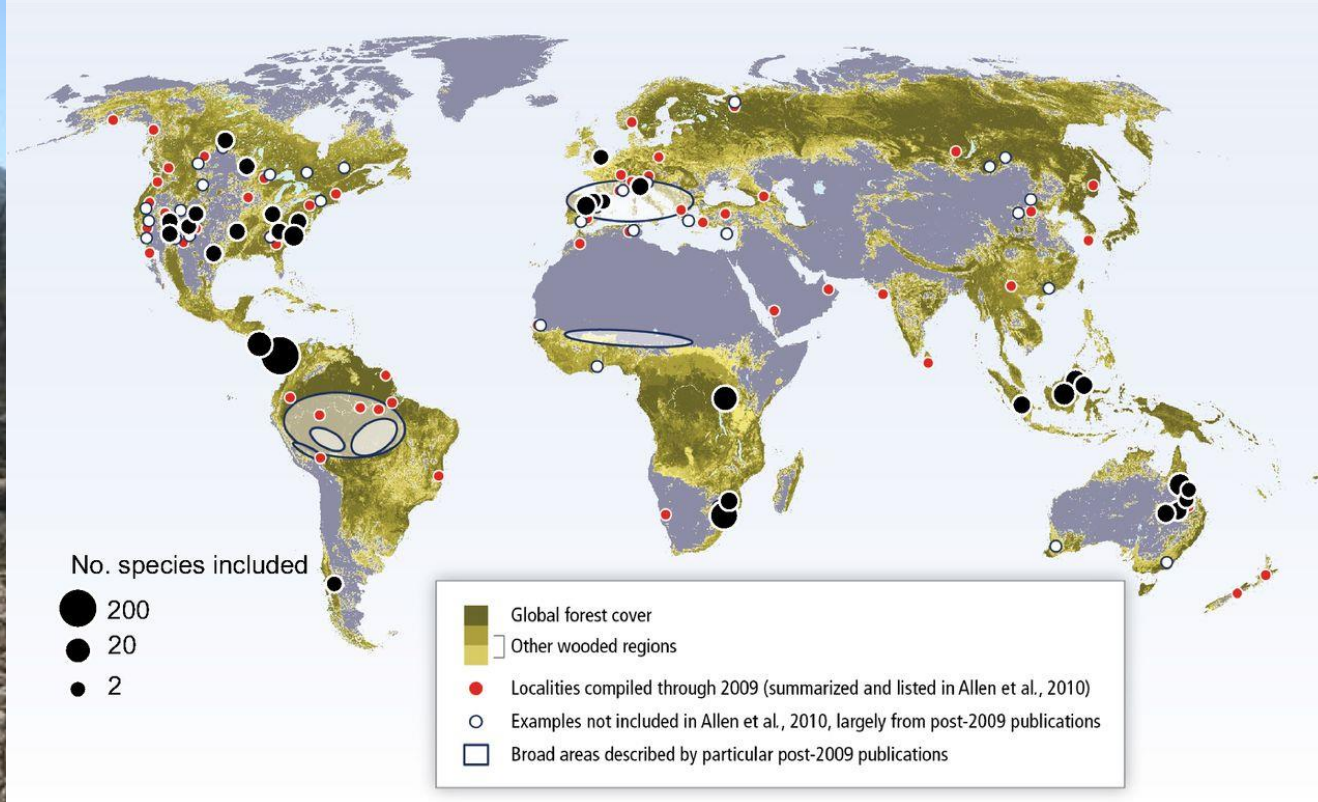 No. species included
200
20
2
Global forest cover
Other wooded regions
Localities compiled through 2009 (summarized and listed in Allen et al., 2010)
Examples not included in Allen et al., 2010, largely from post-2009 publications
Broad areas described by particular post-2009 publications